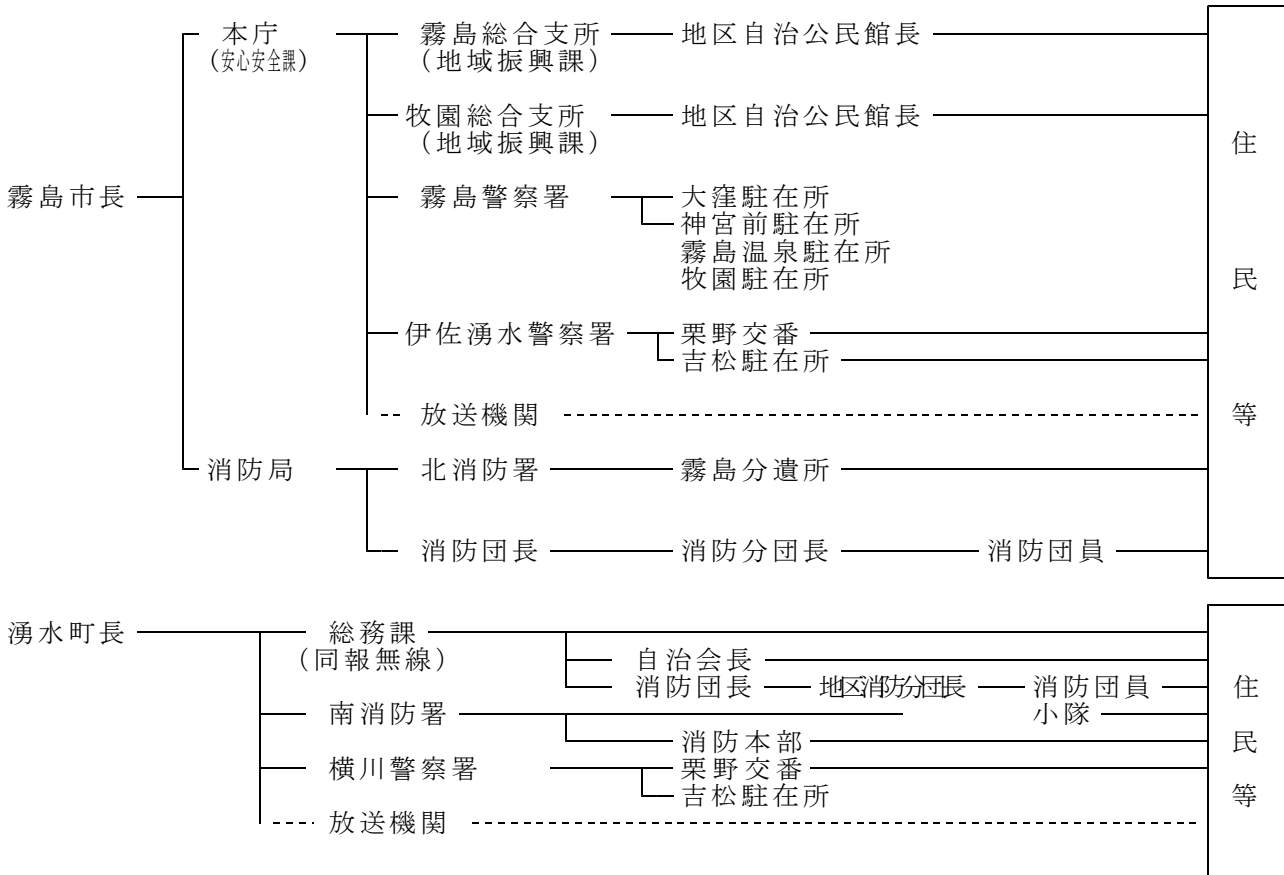 本庁 霧島総合支所 地区自治公民館長
(安心安全課) (地域振興課)
牧園総合支所 地区自治公民館長
(地域振興課) 住
霧島市長 霧島警察署 大窪駐在所
神宮前駐在所
霧島温泉駐在所
牧園駐在所 民
伊佐湧水警察署 栗野交番
吉松駐在所
放送機関 等
消防局 北消防署 霧島分遣所
消防団長 消防分団長 消防団員
湧水町長 総務課
(同報無線) 自治会長
消防団長 地区消防分団長 消防団員 住
南消防署 小隊
消防本部 民
横川警察署 栗野交番
吉松駐在所 等
放送機関